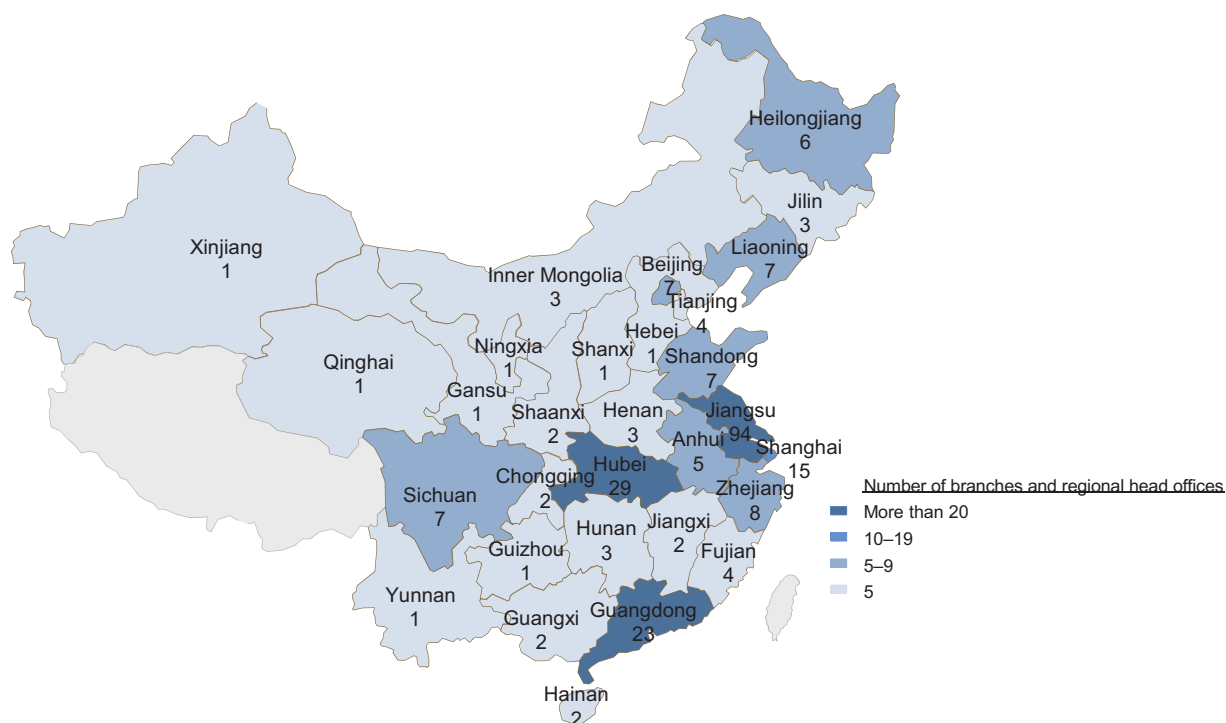 Heilongjiang
6
Jilin
3
Xinjiang
1
Liaoning
7
Inner Mongolia
3
Beijing
7
Tianjing
4
Hebei
1
Ningxia
1
Shanxi
1
Shandong
7
Qinghai
1
Gansu
1
Shaanxi
2
Henan
3
Jiangsu
94
Anhui
5
Shanghai
15
Hubei
29
Chongqing
2
Sichuan
7
Zhejiang
8
Number of branches and regional head offices
More than 20
10–19
5–9
5
Hunan
3
Jiangxi
2
Guizhou
1
Fujian
4
Yunnan
1
Guangxi
2
Guangdong
23
Hainan
2